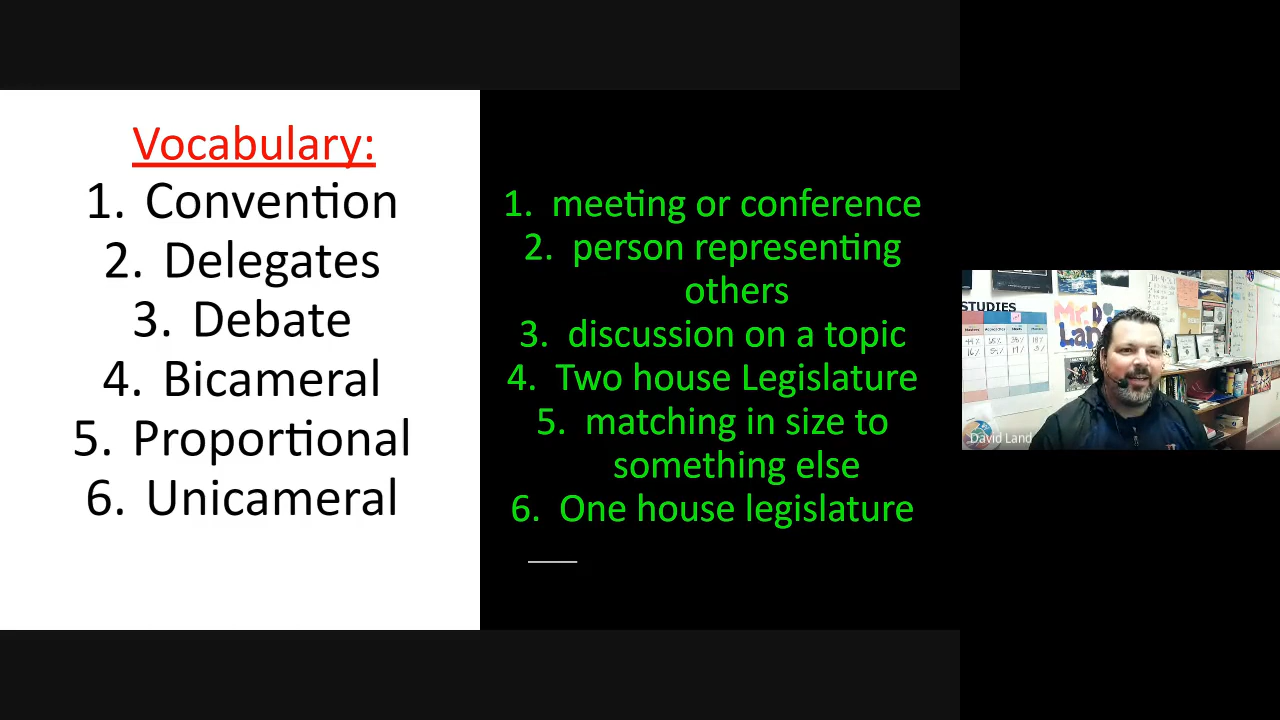 Vocabulary:
1. Convention
2. Delegates
3. Debate
4. Bicameral
5. Proportional
6. Unicameral
1. meeting or conference
2. person representing
others
3. discussion on a topic
4. Two house Legislature
5. matching in size to
something else
6. One house legislature
STUDIES
Mr.
Land
David Land